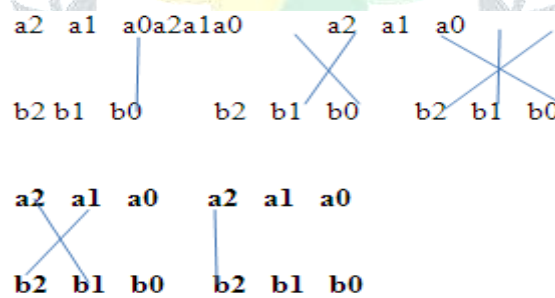 a2 a1 a0a2a1a0 a2 a1 a0
b2 b1 b0 b2 b1 b0 b2 b1 b0
a2 a1 a0 a2 a1 a0
b2 b1 b0 b2 b1 b0